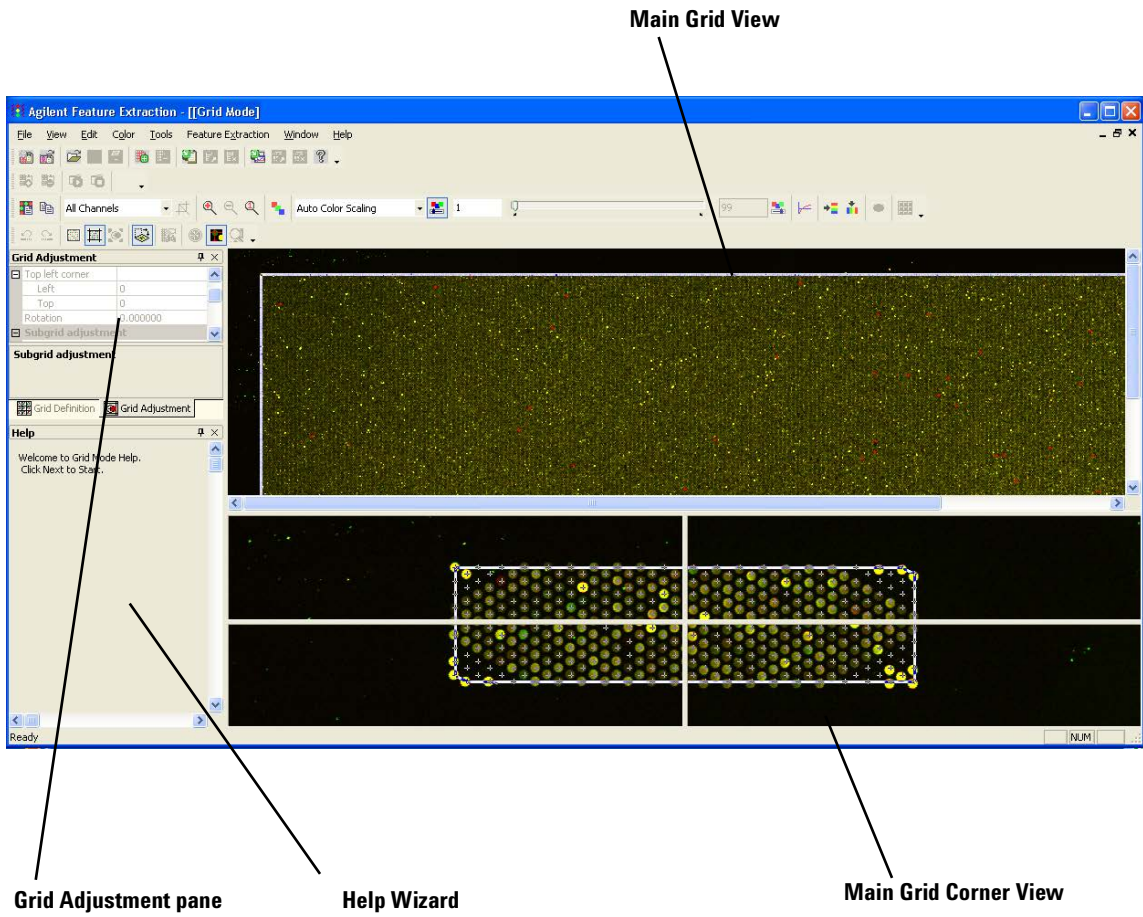 Main Grid View
Agilent Feature Extraction - [[Grid Mode]
File View Edit Color Tools Feature Extraction Window Help
All Channels
Auto Color Scaling
1
99
Grid Adjustment
Top left corner
Left 0
Top 0
Rotation 0.000000
Subgrid adjustment
Subgrid adjustment
Grid Definition Grid Adjustment
Help
Welcome to Grid Mode Help.
Click Next to Start.
Ready
NUM
Grid Adjustment pane
Help Wizard
Main Grid Corner View